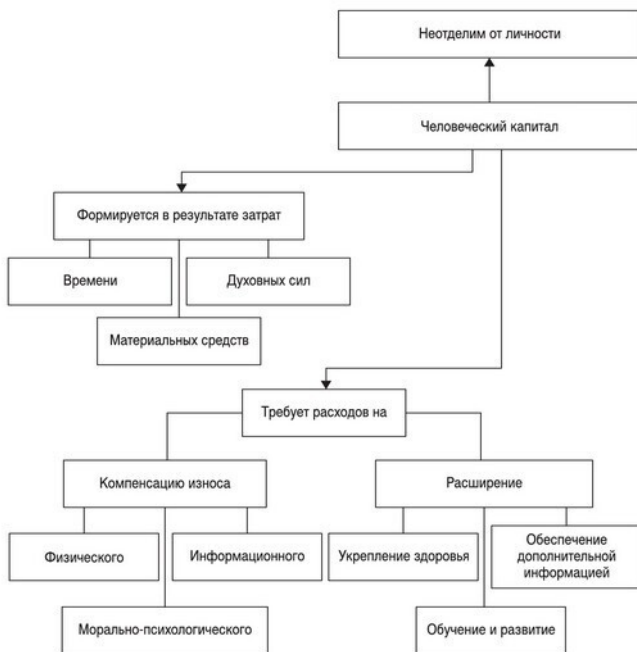 Неотделим от личности
Человеческий капитал
Формируется в результате затрат
Времени
Духовных сил
Материальных средств
Требует расходов на
Компенсацию износа
Расширение
Физического
Информационного
Укрепление здоровья
Обеспечение
дополнительной
информацией
Морально-психологического
Обучение и развитие